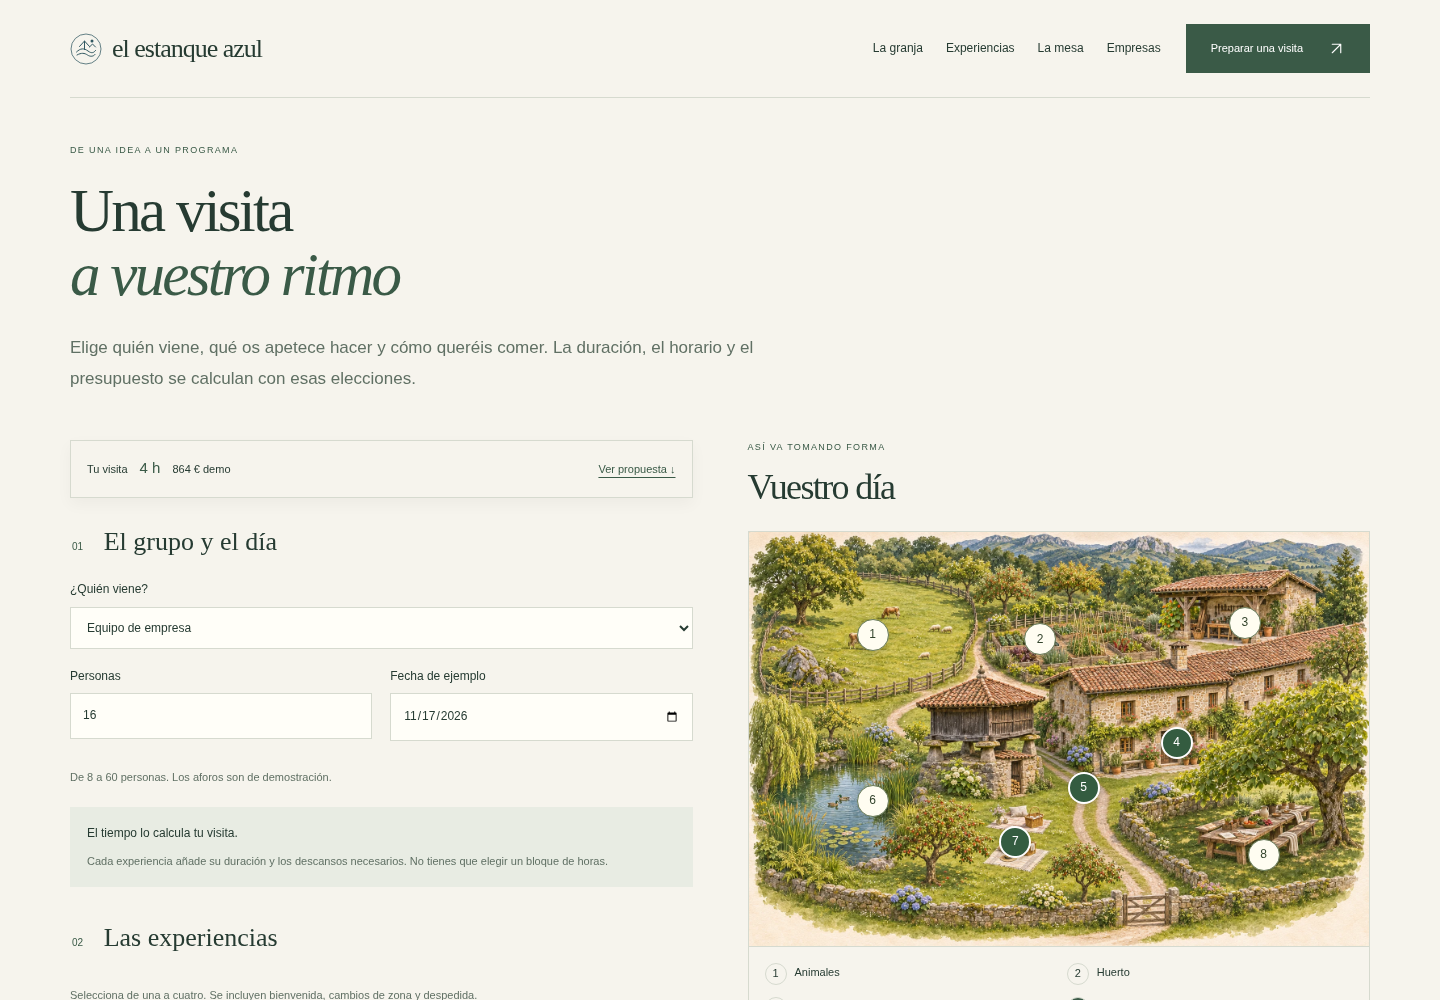 el estanque azul
La granja
Experiencias
La mesa
Empresas
Preparar una visita
DE UNA IDEA A UN PROGRAMA
Una visita
a vuestro ritmo
Elige quién viene, qué os apetece hacer y cómo queréis comer. La duración, el horario y el
presupuesto se calculan con esas elecciones.
Tu visita 4 h 864 € demo
Ver propuesta ↓
01 El grupo y el día
¿Quién viene?
Equipo de empresa
Personas
Fecha de ejemplo
16
11/17/2026
De 8 a 60 personas. Los aforos son de demostración.
El tiempo lo calcula tu visita.
Cada experiencia añade su duración y los descansos necesarios. No tienes que elegir un bloque de horas.
02 Las experiencias
Selecciona de una a cuatro. Se incluyen bienvenida, cambios de zona y despedida.
ASÍ VA TOMANDO FORMA
Vuestro día
1
2
3
4
5
6
7
8
1 Animales
2 Huerto